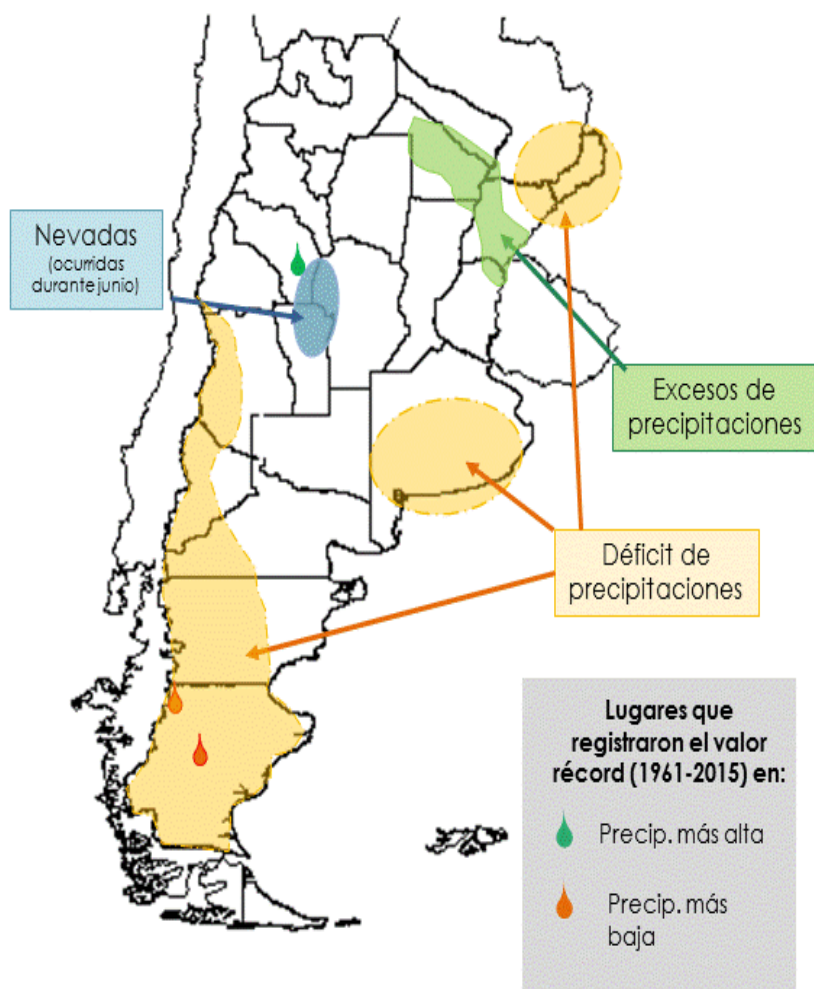 Nevadas
(ocurridas
durante junio)
Excesos de
precipitaciones
Déficit de
precipitaciones
Lugares que
registraron el valor
récord (1961-2015) en:
Precip. más alta
Precip. más
baja